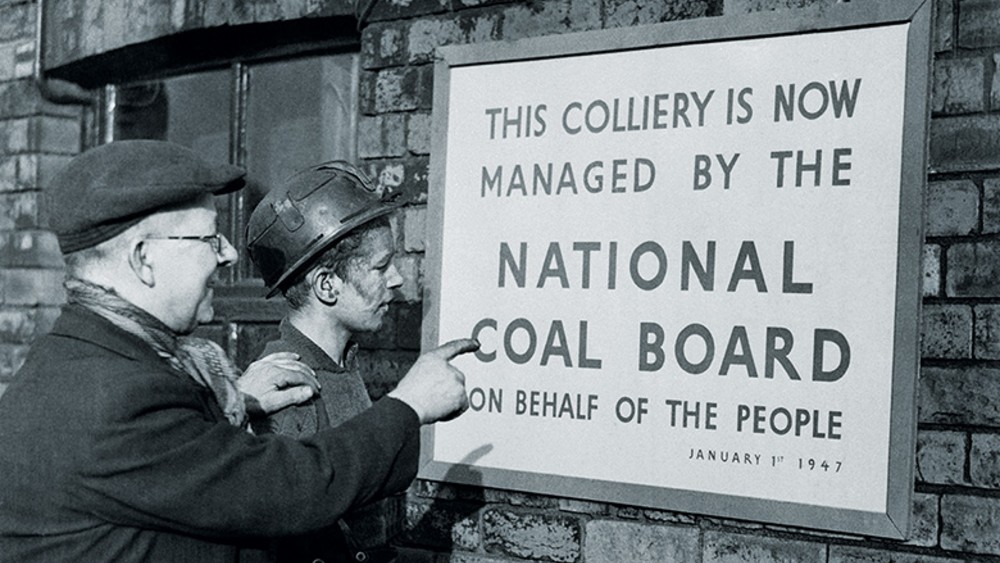 THIS COLLIERY IS NOW
MANAGED BY THE
NATIONAL
COAL BOARD
ON BEHALF OF THE PEOPLE
JANUARY 1ST 1947